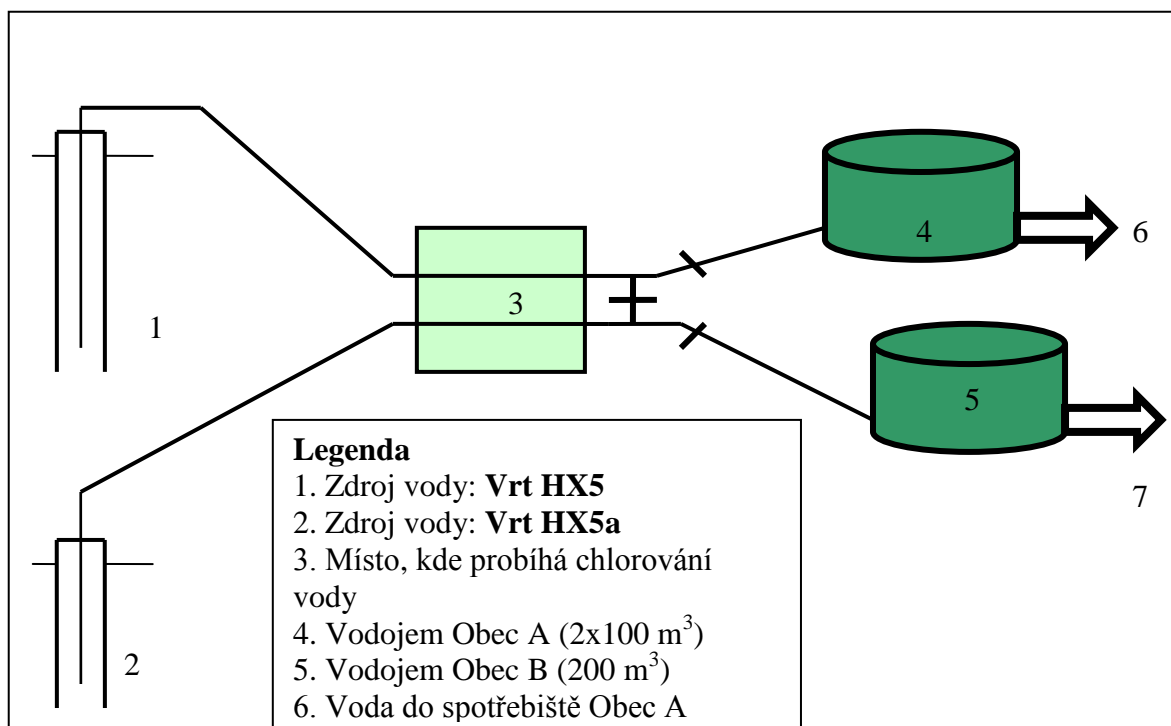 1
2
3
4
5
6
7
Legenda
1. Zdroj vody: Vrt HX5
2. Zdroj vody: Vrt HX5a
3. Místo, kde probíhá chlorování
vody
4. Vodojem Obec A (2x100 m³)
5. Vodojem Obec B (200 m³)
6. Voda do spotřebiště Obec A